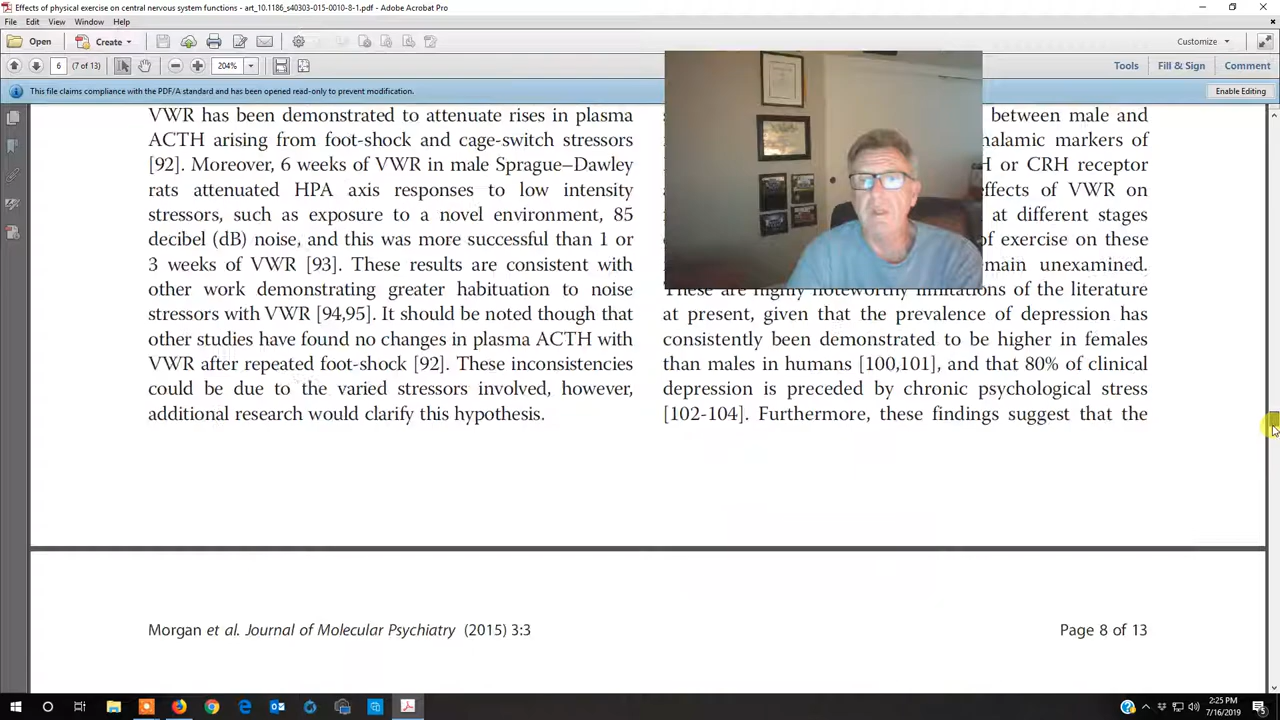 Effects of physical exercise on central nervous system functions - art_10.1186_s40303-015-0010-8-1.pdf - Adobe Acrobat Pro
File Edit View Window Help
Open Create Customize
6 (7 of 13) 204% Tools Fill & Sign Comment
This file claims compliance with the PDF/A standard and has been opened read-only to prevent modification. Enable Editing
VWR has been demonstrated to attenuate rises in plasma
ACTH arising from foot-shock and cage-switch stressors
[92]. Moreover, 6 weeks of VWR in male Sprague–Dawley
rats attenuated HPA axis responses to low intensity
stressors, such as exposure to a novel environment, 85
decibel (dB) noise, and this was more successful than 1 or
3 weeks of VWR [93]. These results are consistent with
other work demonstrating greater habituation to noise
stressors with VWR [94,95]. It should be noted though that
other studies have found no changes in plasma ACTH with
VWR after repeated foot-shock [92]. These inconsistencies
could be due to the varied stressors involved, however,
additional research would clarify this hypothesis.
between male and
halamic markers of
H or CRH receptor
effects of VWR on
at different stages
of exercise on these
main unexamined.
These are highly noteworthy limitations of the literature
at present, given that the prevalence of depression has
consistently been demonstrated to be higher in females
than males in humans [100,101], and that 80% of clinical
depression is preceded by chronic psychological stress
[102-104]. Furthermore, these findings suggest that the
Morgan et al. Journal of Molecular Psychiatry (2015) 3:3
Page 8 of 13
2:25 PM
7/16/2019